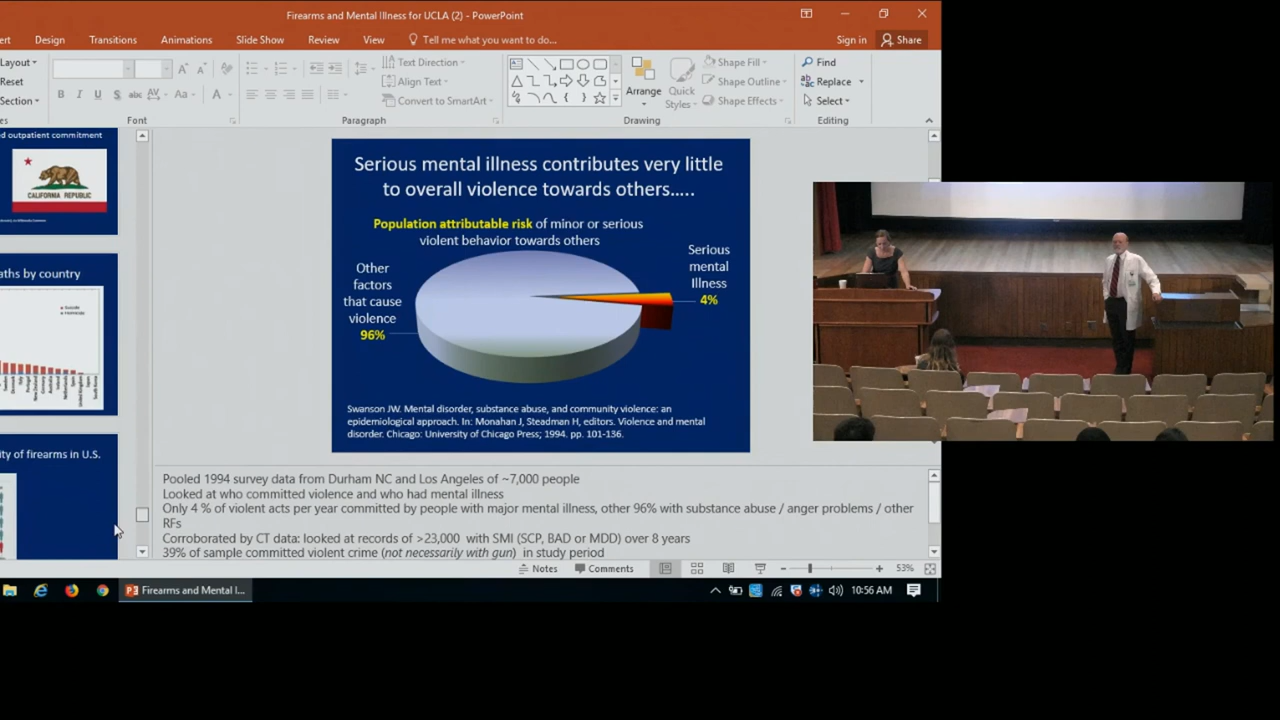 Firearms and Mental Illness for UCLA (2) - PowerPoint
ert Design Transitions Animations Slide Show Review View Tell me what you want to do... Sign in Share
Layout
Reset
Section
B I U S abc AV Aa A
Text Direction
Align Text
Convert to SmartArt
Arrange
Quick
Styles
Shape Fill
Shape Outline
Shape Effects
Find
Replace
Select
es Font Paragraph Drawing Editing
ed outpatient commitment
CALIFORNIA REPUBLIC
aths by country
ity of firearms in U.S.
Serious mental illness contributes very little
to overall violence towards others.....
Population attributable risk of minor or serious
violent behavior towards others
Other
factors
that cause
violence
96%
Serious
mental
Illness
4%
Swanson JW. Mental disorder, substance abuse, and community violence: an
epidemiological approach. In: Monahan J, Steadman H, editors. Violence and mental
disorder. Chicago: University of Chicago Press; 1994. pp. 101-136.
Pooled 1994 survey data from Durham NC and Los Angeles of ~7,000 people
Looked at who committed violence and who had mental illness
Only 4 % of violent acts per year committed by people with major mental illness, other 96% with substance abuse / anger problems / other
RFs
Corroborated by CT data: looked at records of >23,000 with SMI (SCP, BAD or MDD) over 8 years
39% of sample committed violent crime (not necessarily with gun) in study period
Notes Comments 53%
Firearms and Mental I... 10:56 AM